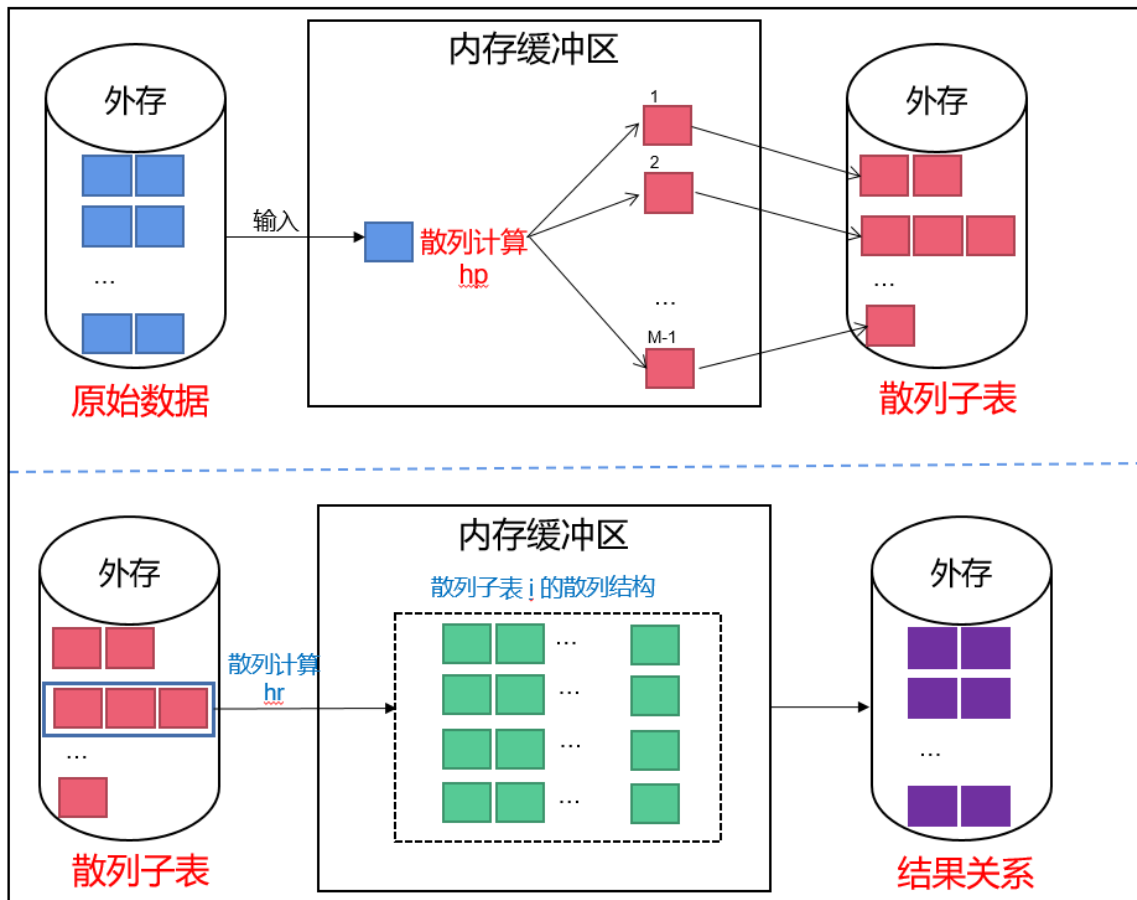 内存缓冲区
外存
外存
1
2
输入
散列计算
hp
...
...
...
M-1
原始数据
散列子表
内存缓冲区
外存
外存
散列子表 i 的散列结构
...
散列计算
hr
...
...
...
...
...
散列子表
结果关系